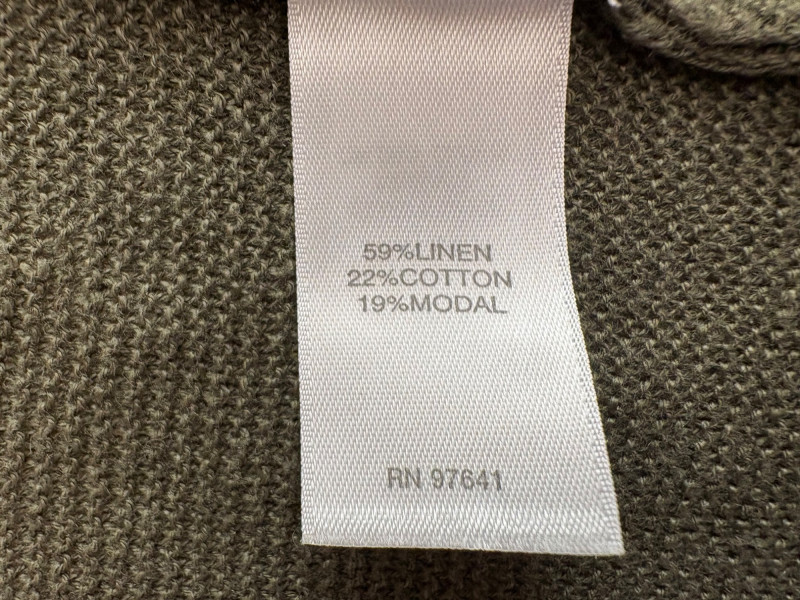 59%LINEN
22%COTTON
19%MODAL
RN 97641